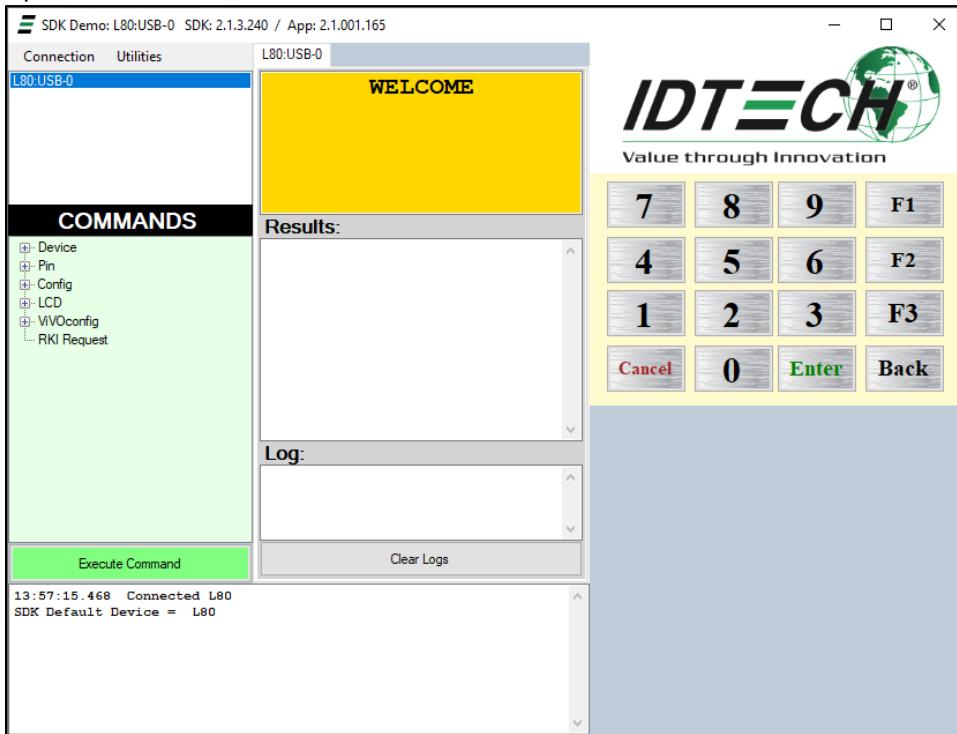 SDK Demo: L80:USB-0 SDK: 2.1.3.240 / App: 2.1.001.165
Connection Utilities
L80:USB-0
L80:USB-0
WELCOME
IDTECH®
Value through Innovation
COMMANDS
Device
Pin
Config
LCD
ViVOconfig
RKI Request
Execute Command
Results:
Log:
Clear Logs
7 8 9 F1
4 5 6 F2
1 2 3 F3
Cancel 0 Enter Back
13:57:15.468 Connected L80
SDK Default Device = L80